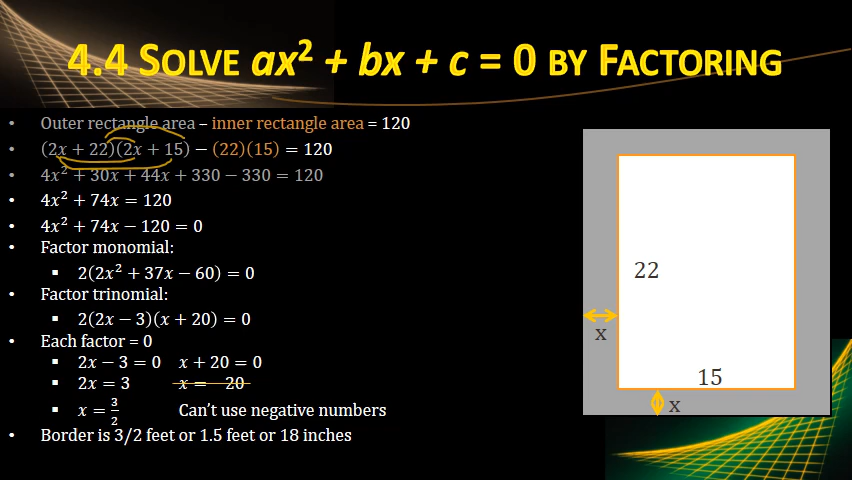 4.4 SOLVE ax² + bx + c = 0 BY FACTORING
• Outer rectangle area – inner rectangle area = 120
• (2x + 22)(2x + 15) − (22)(15) = 120
• 4x² + 30x + 44x + 330 − 330 = 120
• 4x² + 74x = 120
• 4x² + 74x − 120 = 0
• Factor monomial:
▪ 2(2x² + 37x − 60) = 0
• Factor trinomial:
▪ 2(2x − 3)(x + 20) = 0
• Each factor = 0
▪ 2x − 3 = 0 x + 20 = 0
▪ 2x = 3 x = −20
▪ x = 3/2 Can’t use negative numbers
• Border is 3/2 feet or 1.5 feet or 18 inches
22
x
15
x